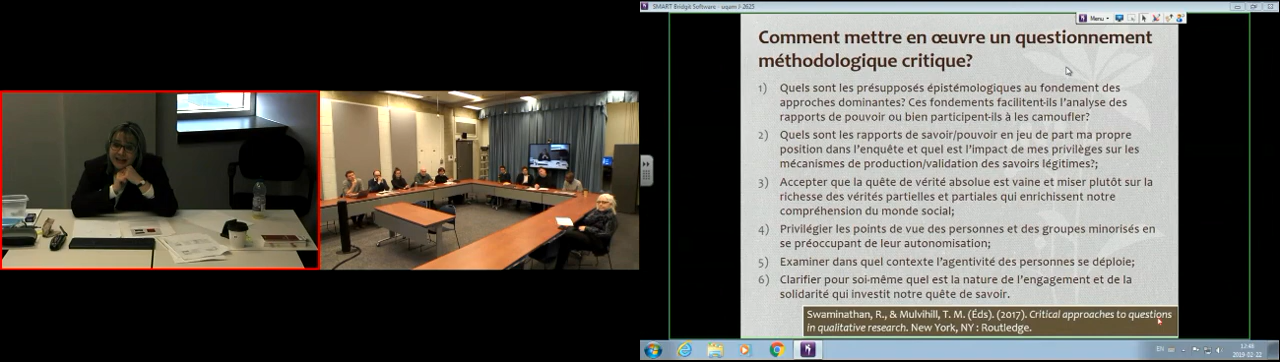 SMART Bridgit Software - uqam J-2625
Menu
Comment mettre en œuvre un questionnement
méthodologique critique?
1) Quels sont les présupposés épistémologiques au fondement des
approches dominantes? Ces fondements facilitent-ils l'analyse des
rapports de pouvoir ou bien participent-ils à les camoufler?
2) Quels sont les rapports de savoir/pouvoir en jeu de part ma propre
position dans l'enquête et quel est l'impact de mes privilèges sur les
mécanismes de production/validation des savoirs légitimes?;
3) Accepter que la quête de vérité absolue est vaine et miser plutôt sur la
richesse des vérités partielles et partiales qui enrichissent notre
compréhension du monde social;
4) Privilégier les points de vue des personnes et des groupes minorisés en
se préoccupant de leur autonomisation;
5) Examiner dans quel contexte l'agentivité des personnes se déploie;
6) Clarifier pour soi-même quel est la nature de l'engagement et de la
solidarité qui investit notre quête de savoir.
Swaminathan, R., & Mulvihill, T. M. (Éds). (2017). Critical approaches to questions
in qualitative research. New York, NY : Routledge.
EN
12:48
2019-02-22